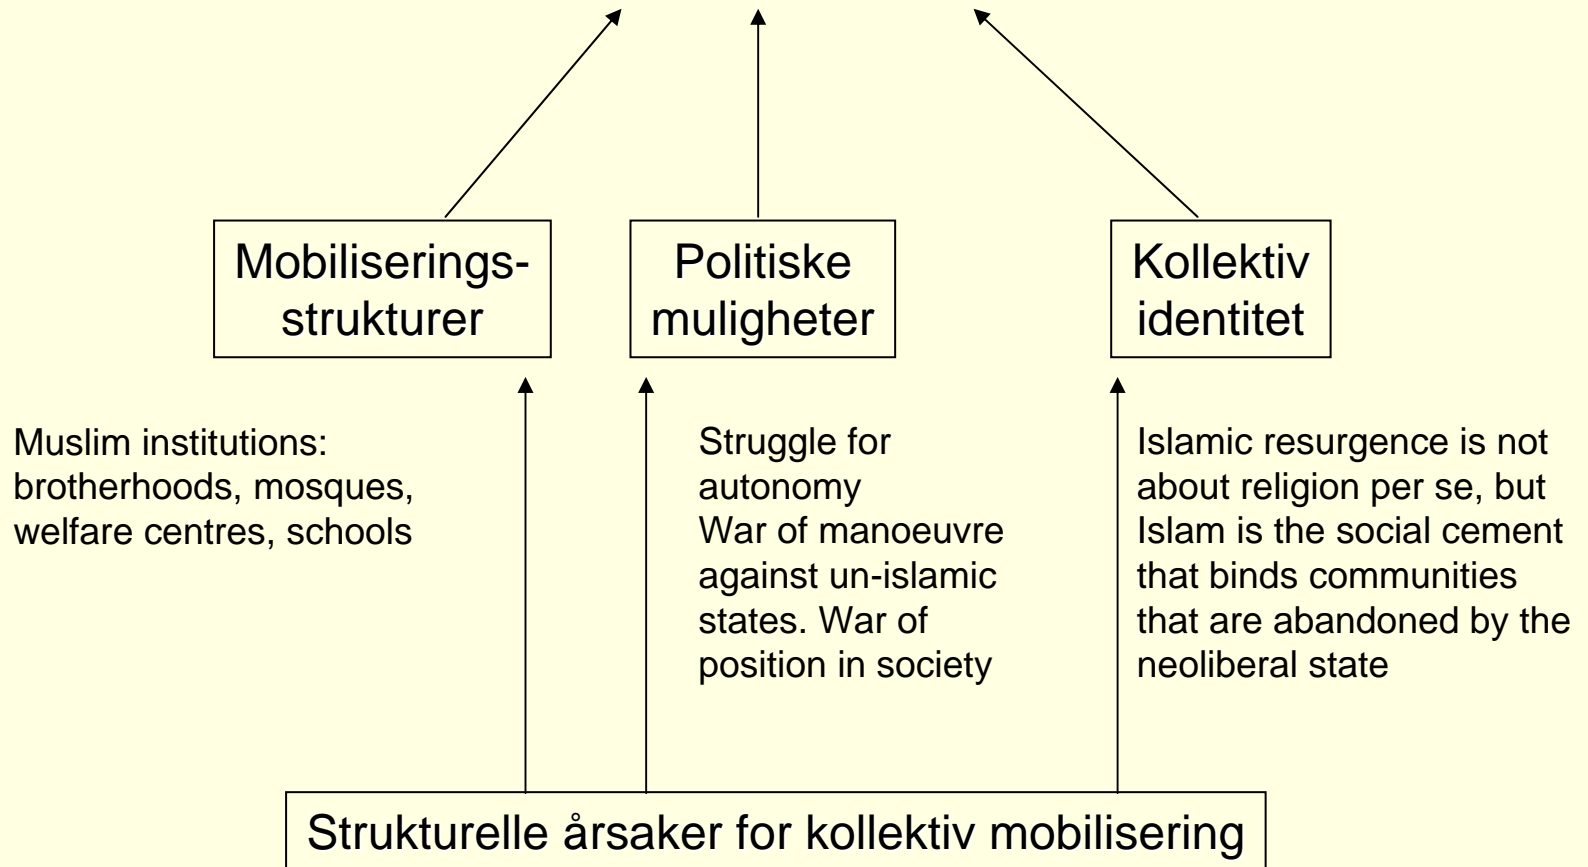 Mobiliserings-
strukturer
Politiske
muligheter
Kollektiv
identitet
Muslim institutions:
brotherhoods, mosques,
welfare centres, schools
Struggle for
autonomy
War of manoeuvre
against un-islamic
states. War of
position in society
Islamic resurgence is not
about religion per se, but
Islam is the social cement
that binds communities
that are abandoned by the
neoliberal state
Strukturelle årsaker for kollektiv mobilisering